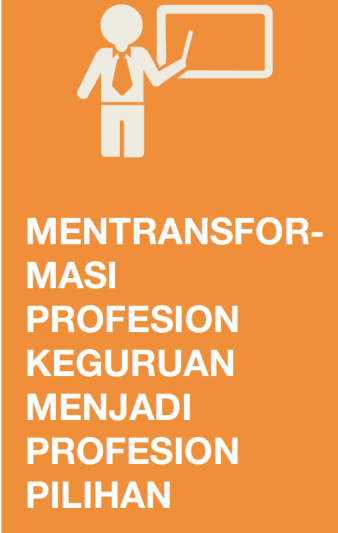 MENTRANSFOR-
MASI
PROFESION
KEGURUAN
MENJADI
PROFESION
PILIHAN